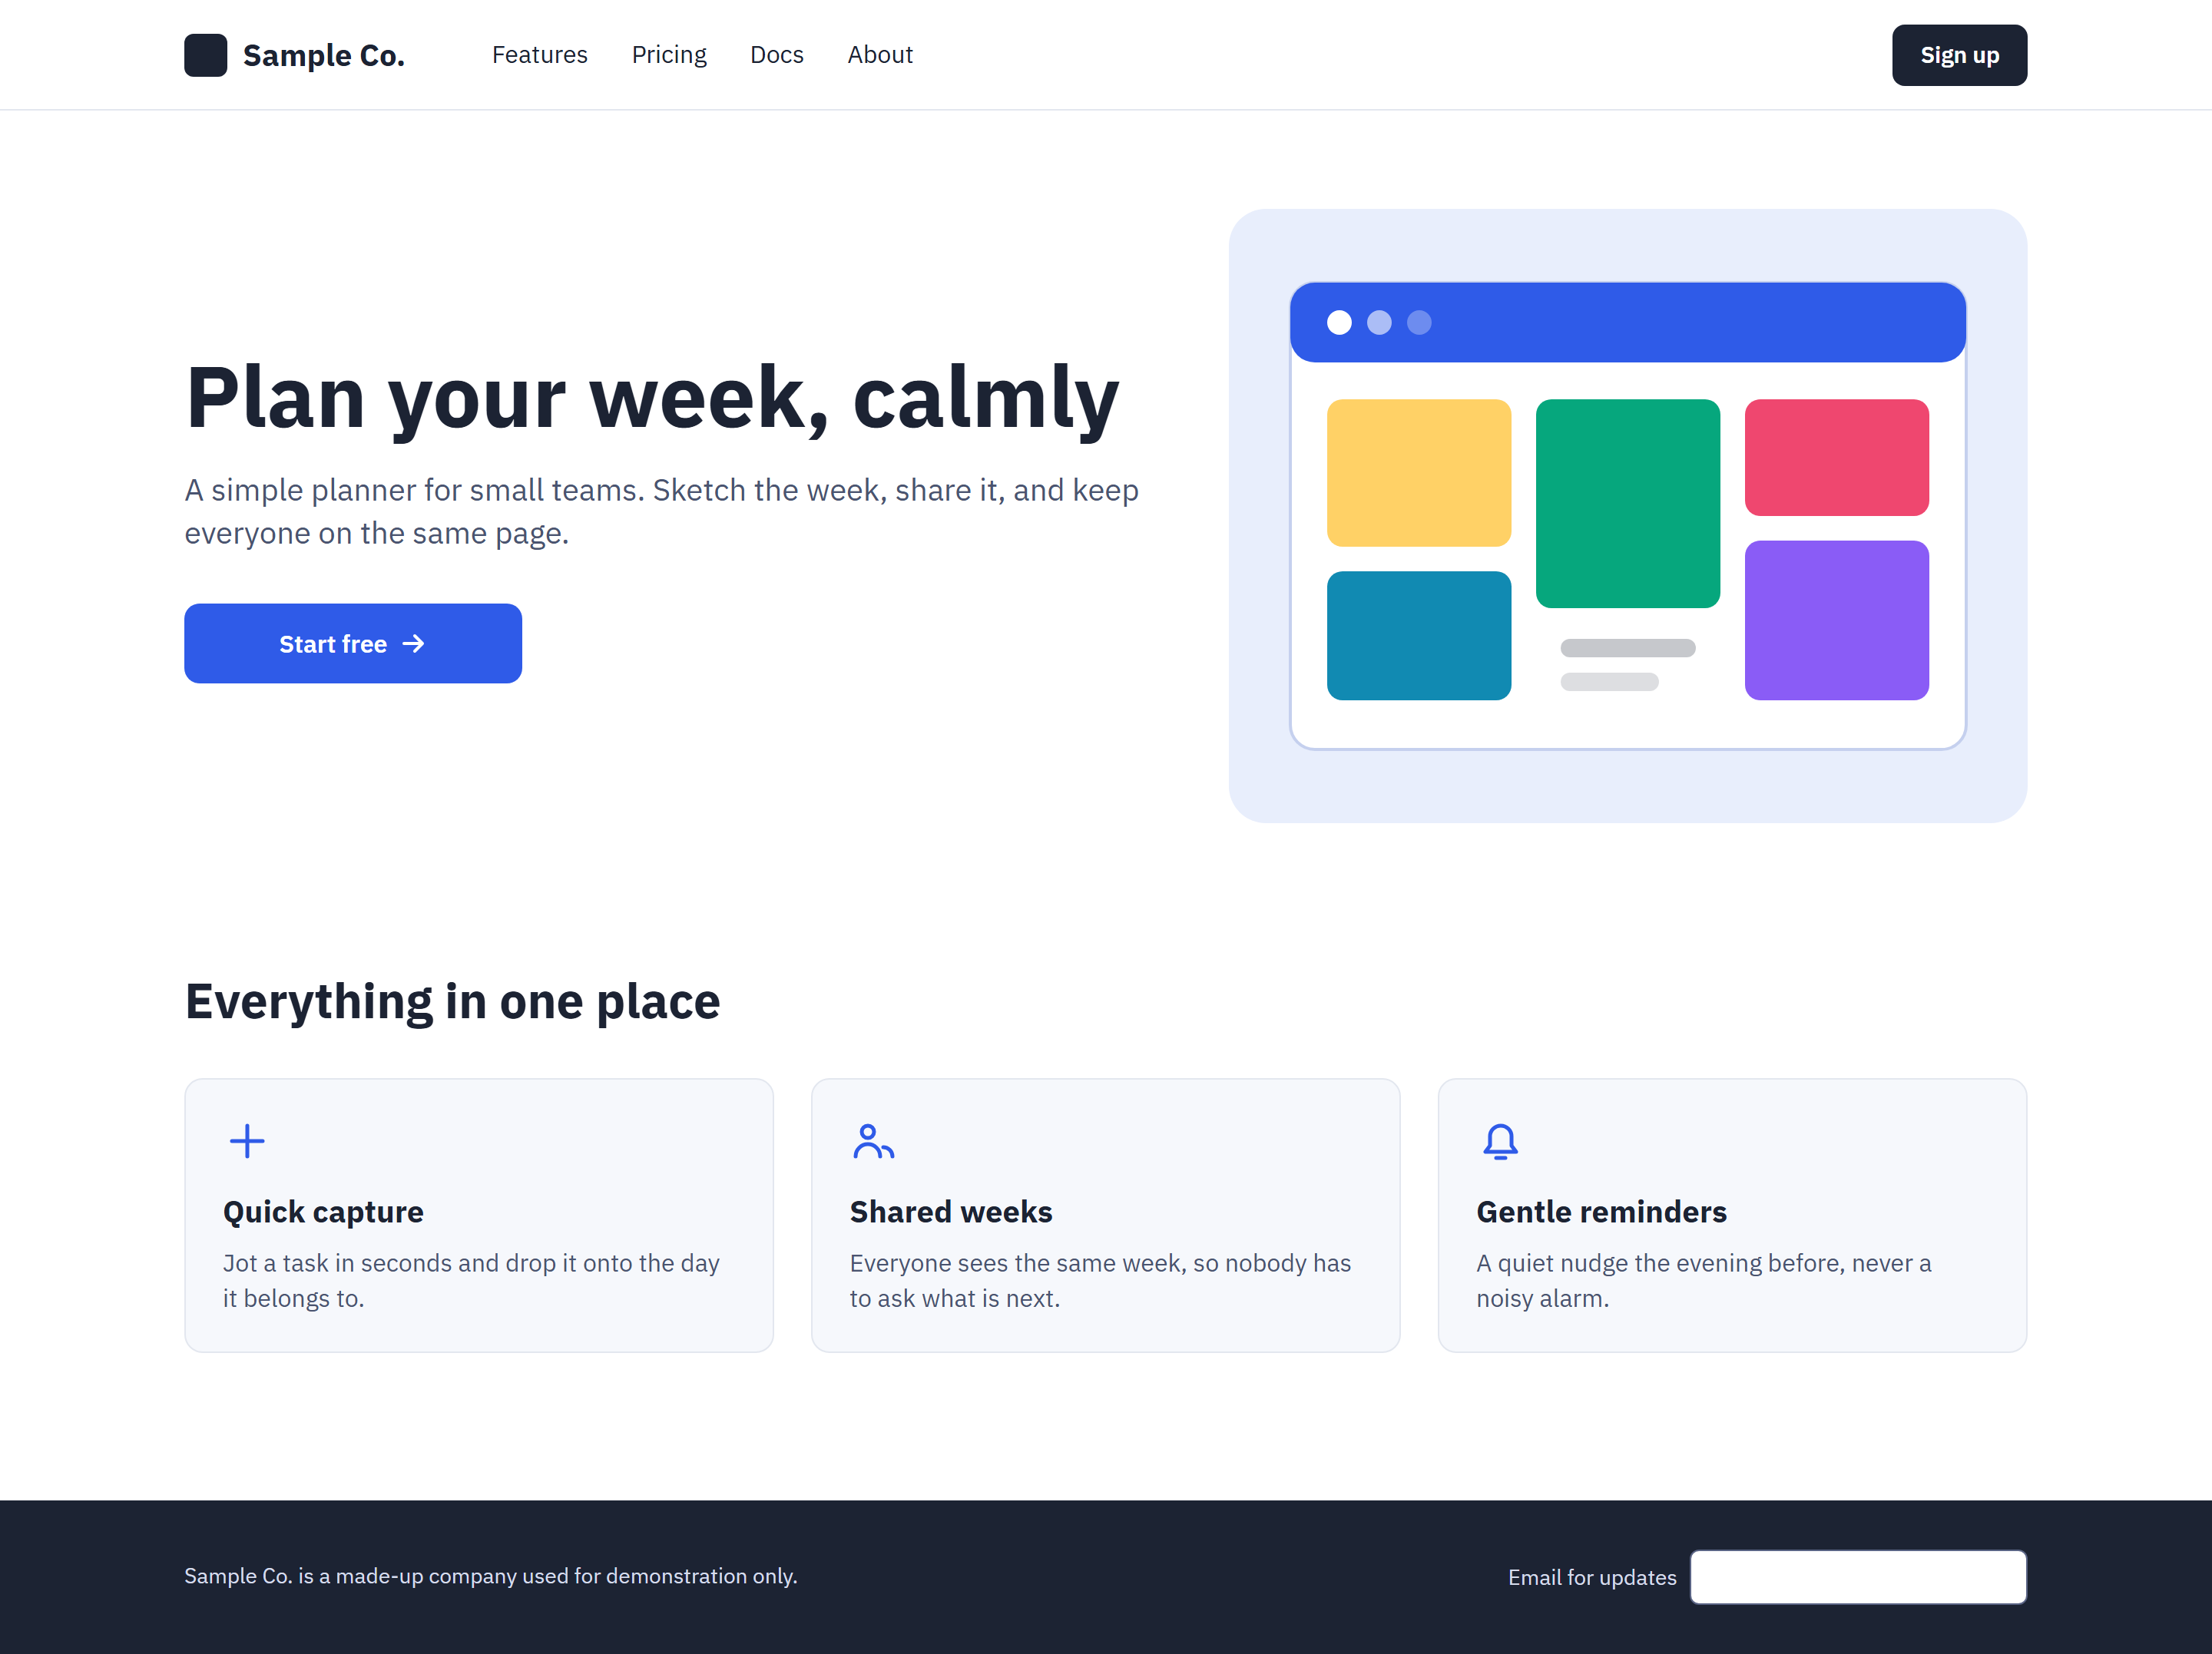 Sample Co.
Features
Pricing
Docs
About
Sign up
Plan your week, calmly
A simple planner for small teams. Sketch the week, share it, and keep
everyone on the same page.
Start free
Everything in one place
Quick capture
Jot a task in seconds and drop it onto the day
it belongs to.
Shared weeks
Everyone sees the same week, so nobody has
to ask what is next.
Gentle reminders
A quiet nudge the evening before, never a
noisy alarm.
Sample Co. is a made-up company used for demonstration only.
Email for updates